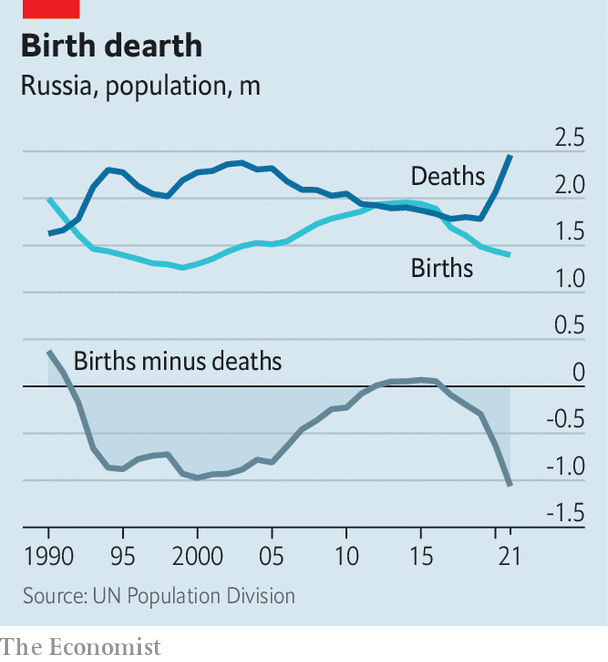 Birth dearth
Russia, population, m
2.5
Deaths
2.0
1.5
Births
1.0
0.5
Births minus deaths
0
-0.5
-1.0
-1.5
1990 95 2000 05 10 15 21
Source: UN Population Division
The Economist